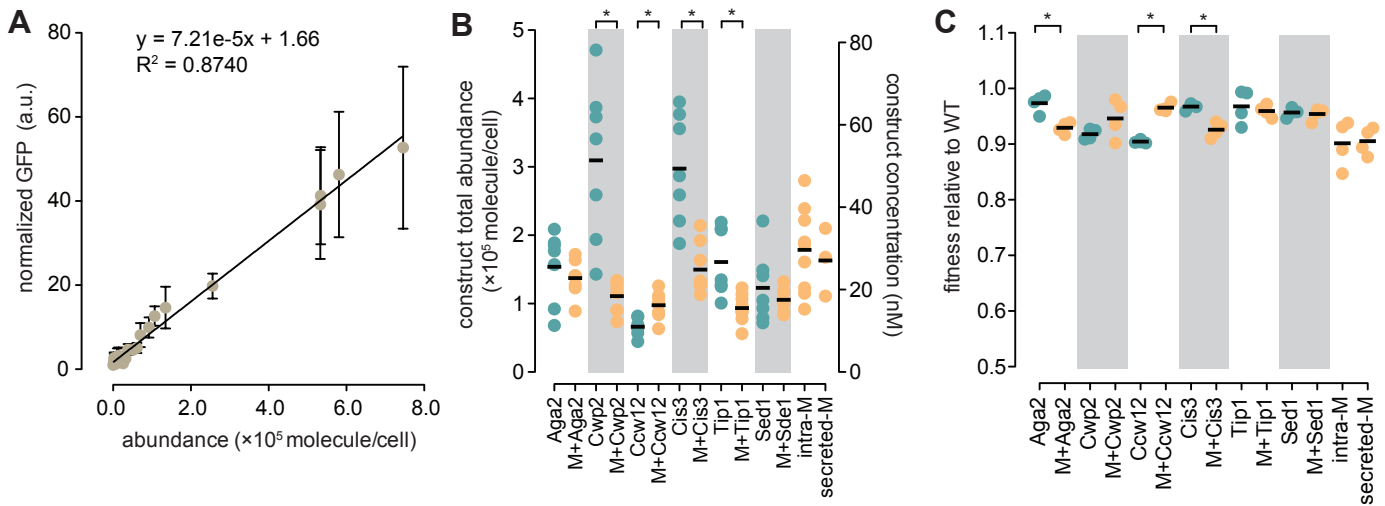 A
80
60
40
20
0
normalized GFP (a.u.)
y = 7.21e-5x + 1.66
R² = 0.8740
0.0
2.0
4.0
6.0
8.0
abundance (×10⁵ molecule/cell)
B
* * * *
5
4
3
2
1
0
construct total abundance
(×10⁵ molecule/cell)
80
60
40
20
0
construct concentration (nM)
Aga2
M+Aga2
Cwp2
M+Cwp2
Ccw12
M+Ccw12
Cis3
M+Cis3
Tip1
M+Tip1
Sed1
M+Sde1
intra-M
secreted-M
C
* * *
1.1
1.0
0.9
0.8
0.7
0.6
0.5
fitness relative to WT
Aga2
M+Aga2
Cwp2
M+Cwp2
Ccw12
M+Ccw12
Cis3
M+Cis3
Tip1
M+Tip1
Sed1
M+Sed1
intra-M
secreted-M